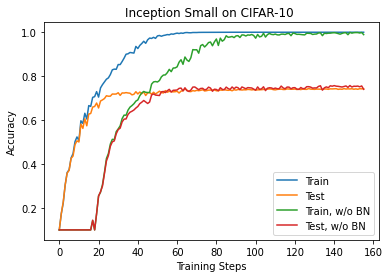 Inception Small on CIFAR-10
Accuracy
1.0
0.8
0.6
0.4
0.2
Train
Test
Train, w/o BN
Test, w/o BN
0 20 40 60 80 100 120 140 160
Training Steps